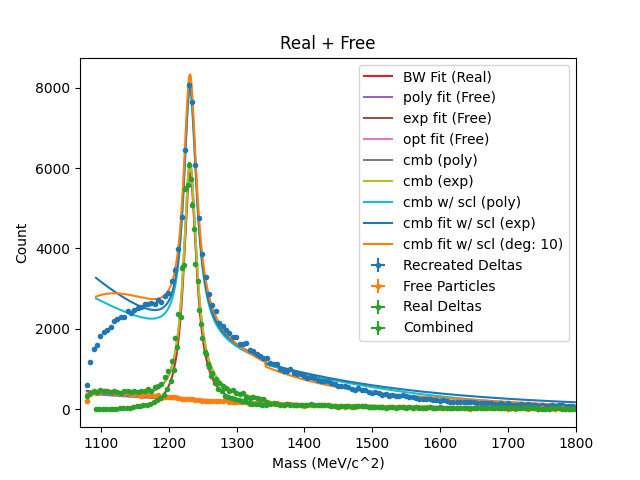 Real + Free
Count
8000
6000
4000
2000
0
BW Fit (Real)
poly fit (Free)
exp fit (Free)
opt fit (Free)
cmb (poly)
cmb (exp)
cmb w/ scl (poly)
cmb fit w/ scl (exp)
cmb fit w/ scl (deg: 10)
Recreated Deltas
Free Particles
Real Deltas
Combined
1100 1200 1300 1400 1500 1600 1700 1800
Mass (MeV/c^2)